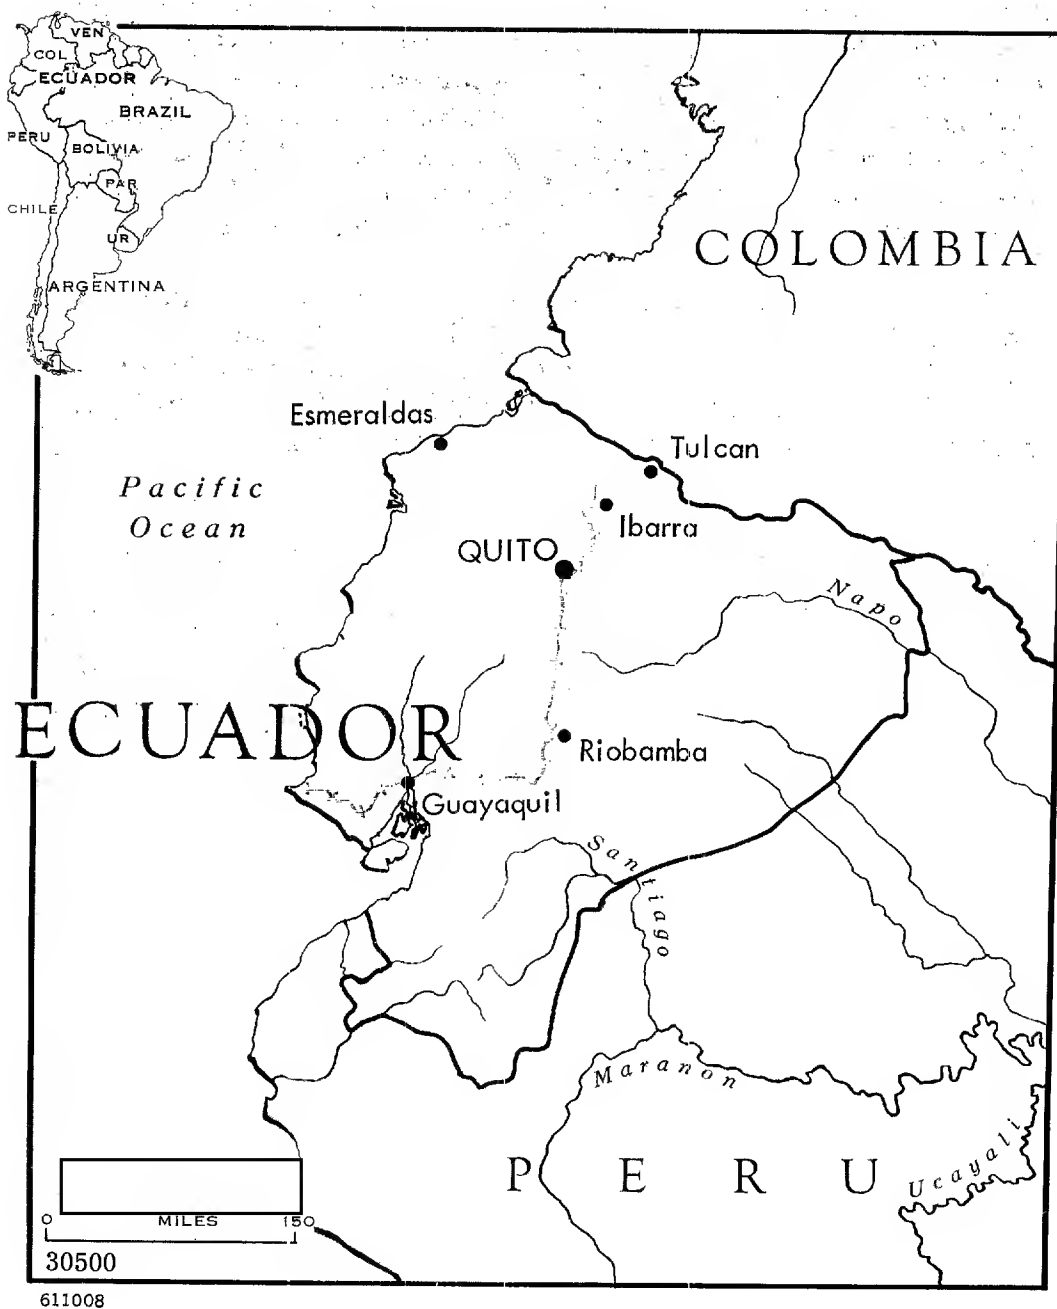 VEN
COL
ECUADOR
BRAZIL
PERU
BOLIVIA
PAR
CHILE
UR
ARGENTINA
COLOMBIA
Esmeraldas
Tulcan
Pacific
Ocean
Ibarra
QUITO
Napo
ECUADOR
Riobamba
Guayaquil
Santiago
Maranon
PERU
Ucayali
0 MILES 150
30500
611008